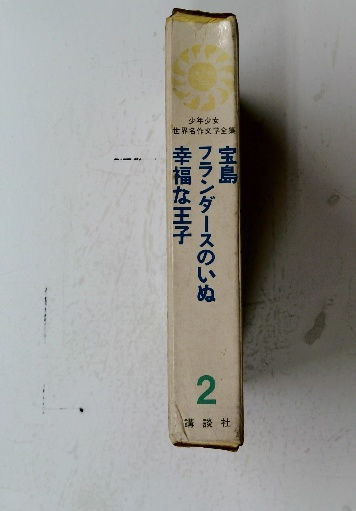 少年少女
世界名作文学全集
宝島
フランダースのいぬ
幸福な王子
2
講談社